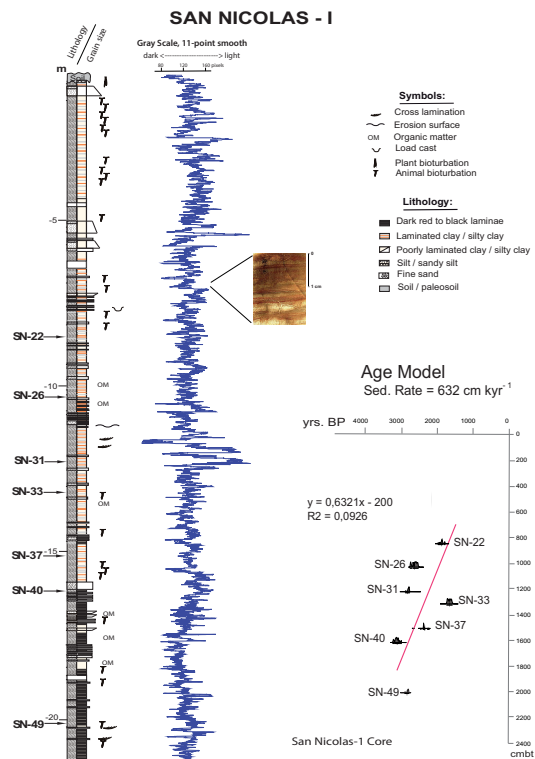 SAN NICOLAS - I
Lithology
Grain size
m
Gray Scale, 11-point smooth
dark <--------------------> light
80 120 160 pixels
-5
-10
-15
-20
SN-22
SN-26
SN-31
SN-33
SN-37
SN-40
SN-49
OM
OM
OM
OM
OM
OM
0
1 cm
Symbols:
Cross lamination
Erosion surface
OM Organic matter
Load cast
Plant bioturbation
Animal bioturbation
Lithology:
Dark red to black laminae
Laminated clay / silty clay
Poorly laminated clay / silty clay
Silt / sandy silt
Fine sand
Soil / paleosoil
Age Model
Sed. Rate = 632 cm kyr-1
yrs. BP
4000 3000 2000 1000 0
0
200
400
600
800
1000
1200
1400
1600
1800
2000
2200
2400
cmbt
y = 0,6321x - 200
R2 = 0,0926
SN-22
SN-26
SN-31
SN-33
SN-37
SN-40
SN-49
San Nicolas-1 Core